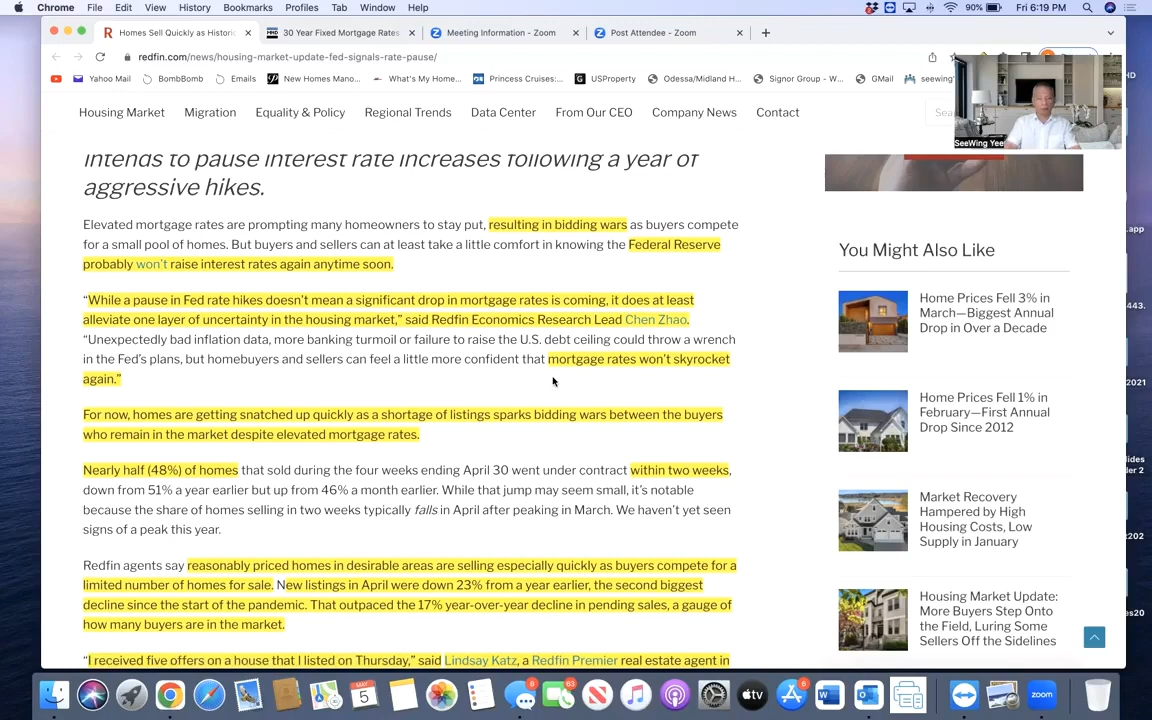 Chrome File Edit View History Bookmarks Profiles Tab Window Help
90% Fri 6:19 PM
Homes Sell Quickly as Historic
30 Year Fixed Mortgage Rates
Meeting Information - Zoom
Post Attendee - Zoom
redfin.com/news/housing-market-update-fed-signals-rate-pause/
Yahoo Mail BombBomb Emails New Homes Mano... What's My Home... Princess Cruises:... USProperty Odessa/Midland H... Signor Group - W... GMail seewing
Housing Market Migration Equity & Policy Regional Trends Data Center From Our CEO Company News Contact
SeeWing Yee
intends to pause interest rate increases following a year of
aggressive hikes.
Elevated mortgage rates are prompting many homeowners to stay put, resulting in bidding wars as buyers compete
for a small pool of homes. But buyers and sellers can at least take a little comfort in knowing the Federal Reserve
probably won't raise interest rates again anytime soon.
“While a pause in Fed rate hikes doesn't mean a significant drop in mortgage rates is coming, it does at least
alleviate one layer of uncertainty in the housing market,” said Redfin Economics Research Lead Chen Zhao.
“Unexpectedly bad inflation data, more banking turmoil or failure to raise the U.S. debt ceiling could throw a wrench
in the Fed's plans, but homebuyers and sellers can feel a little more confident that mortgage rates won't skyrocket
again.”
For now, homes are getting snatched up quickly as a shortage of listings sparks bidding wars between the buyers
who remain in the market despite elevated mortgage rates.
Nearly half (48%) of homes that sold during the four weeks ending April 30 went under contract within two weeks,
down from 51% a year earlier but up from 46% a month earlier. While that jump may seem small, it's notable
because the share of homes selling in two weeks typically falls in April after peaking in March. We haven't yet seen
signs of a peak this year.
Redfin agents say reasonably priced homes in desirable areas are selling especially quickly as buyers compete for a
limited number of homes for sale. New listings in April were down 23% from a year earlier, the second biggest
decline since the start of the pandemic. That outpaced the 17% year-over-year decline in pending sales, a gauge of
how many buyers are in the market.
“I received five offers on a house that I listed on Thursday,” said Lindsay Katz, a Redfin Premier real estate agent in
You Might Also Like
Home Prices Fell 3% in
March—Biggest Annual
Drop in Over a Decade
Home Prices Fell 1% in
February—First Annual
Drop Since 2012
Market Recovery
Hampered by High
Housing Costs, Low
Supply in January
Housing Market Update:
More Buyers Step Onto
the Field, Luring Some
Sellers Off the Sidelines
HD
.app
443.
2021
lides
ler 2
202
es20
MAY
5
8
63
tv
6
zoom